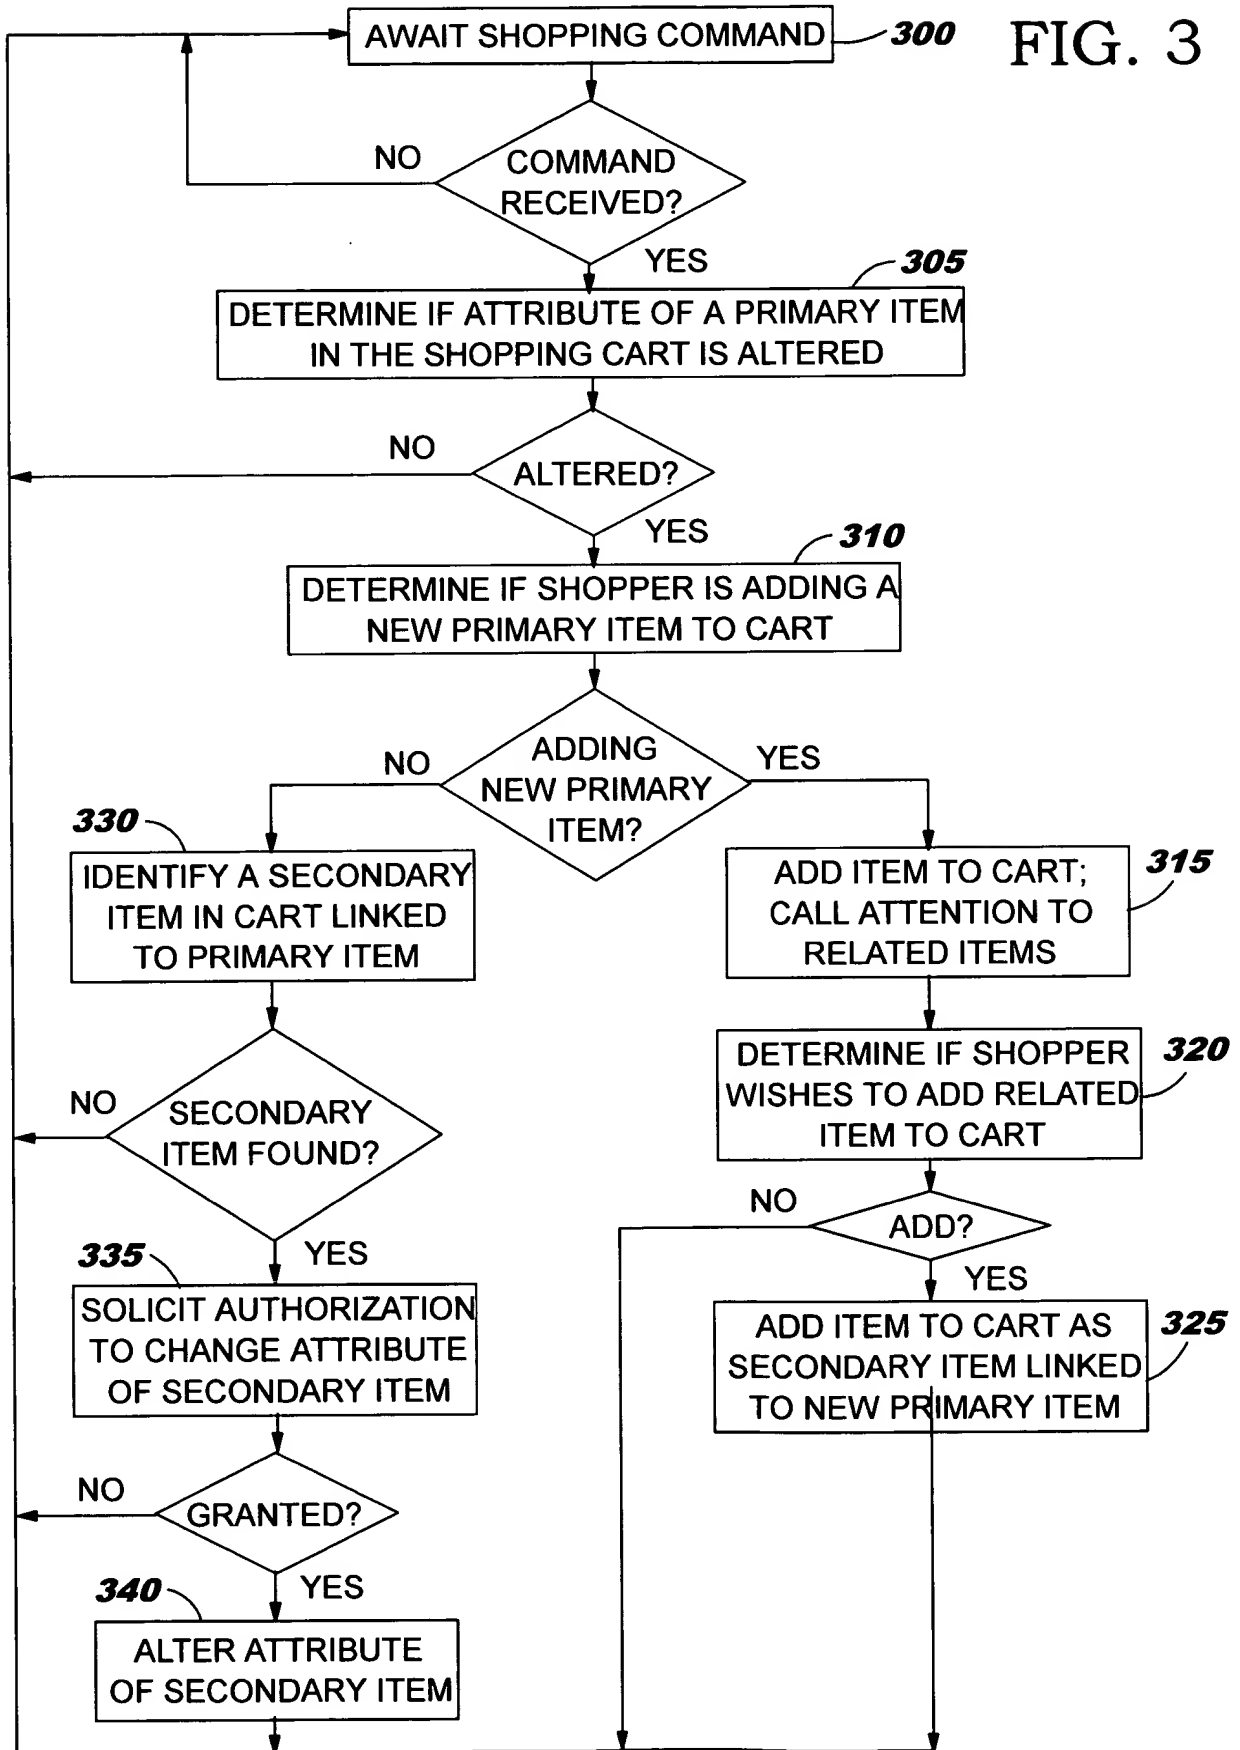 AWAIT SHOPPING COMMAND
300
FIG. 3
NO
COMMAND
RECEIVED?
YES
305
DETERMINE IF ATTRIBUTE OF A PRIMARY ITEM
IN THE SHOPPING CART IS ALTERED
NO
ALTERED?
YES
310
DETERMINE IF SHOPPER IS ADDING A
NEW PRIMARY ITEM TO CART
NO
ADDING
NEW PRIMARY
ITEM?
YES
330
IDENTIFY A SECONDARY
ITEM IN CART LINKED
TO PRIMARY ITEM
ADD ITEM TO CART;
CALL ATTENTION TO
RELATED ITEMS
315
DETERMINE IF SHOPPER
WISHES TO ADD RELATED
ITEM TO CART
320
NO
SECONDARY
ITEM FOUND?
YES
NO
ADD?
YES
335
SOLICIT AUTHORIZATION
TO CHANGE ATTRIBUTE
OF SECONDARY ITEM
ADD ITEM TO CART AS
SECONDARY ITEM LINKED
TO NEW PRIMARY ITEM
325
NO
GRANTED?
YES
340
ALTER ATTRIBUTE
OF SECONDARY ITEM